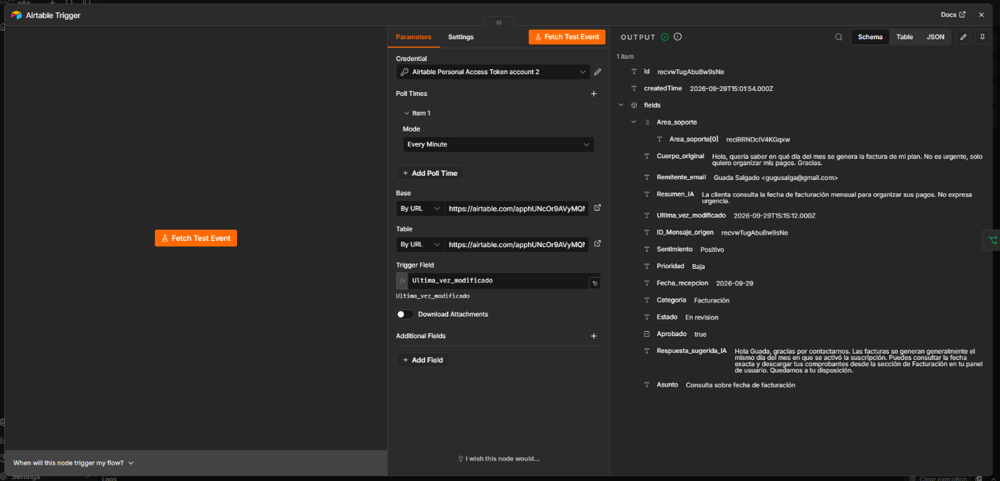 Airtable Trigger
Docs
Parameters
Settings
Fetch Test Event
OUTPUT
Schema
Table
JSON
Credential
Airtable Personal Access Token account 2
Poll Times
Item 1
Mode
Every Minute
Add Poll Time
Base
By URL
https://airtable.com/apphUNcOr9AVyMQM
Table
By URL
https://airtable.com/apphUNcOr9AVyMQM
Trigger Field
fx
Ultima_vez_modificado
Ultima_vez_modificado
Download Attachments
Additional Fields
Add Field
I wish this node would...
Fetch Test Event
When will this node trigger my flow?
1 item
T id recvwTugAbuBw9sNe
T createdTime 2026-09-29T15:01:54.000Z
fields
Area_soporte
T Area_soporte[0] reclRRNDcIV4KGqxw
T Cuerpo_original Hola, quería saber en qué día del mes se genera la factura de mi plan. No es urgente, solo
quiero organizar mis pagos. Gracias.
T Remitente_email Guada Salgado <gugusalga@gmail.com>
T Resumen_IA La clienta consulta la fecha de facturación mensual para organizar sus pagos. No expresa
urgencia.
T Ultima_vez_modificado 2026-09-29T15:15:12.000Z
T ID_Mensaje_origen recvwTugAbuBw9sNe
T Sentimiento Positivo
T Prioridad Baja
T Fecha_recepcion 2026-09-29
T Categoria Facturación
T Estado En revision
Aprobado true
T Respuesta_sugerida_IA Hola Guada, gracias por contactarnos. Las facturas se generan generalmente el
mismo día del mes en que se activó la suscripción. Puedes consultar la fecha
exacta y descargar tus comprobantes desde la sección de Facturación en tu panel
de usuario. Quedamos a tu disposición.
T Asunto Consulta sobre fecha de facturación
Settings
Logs
Clear execution